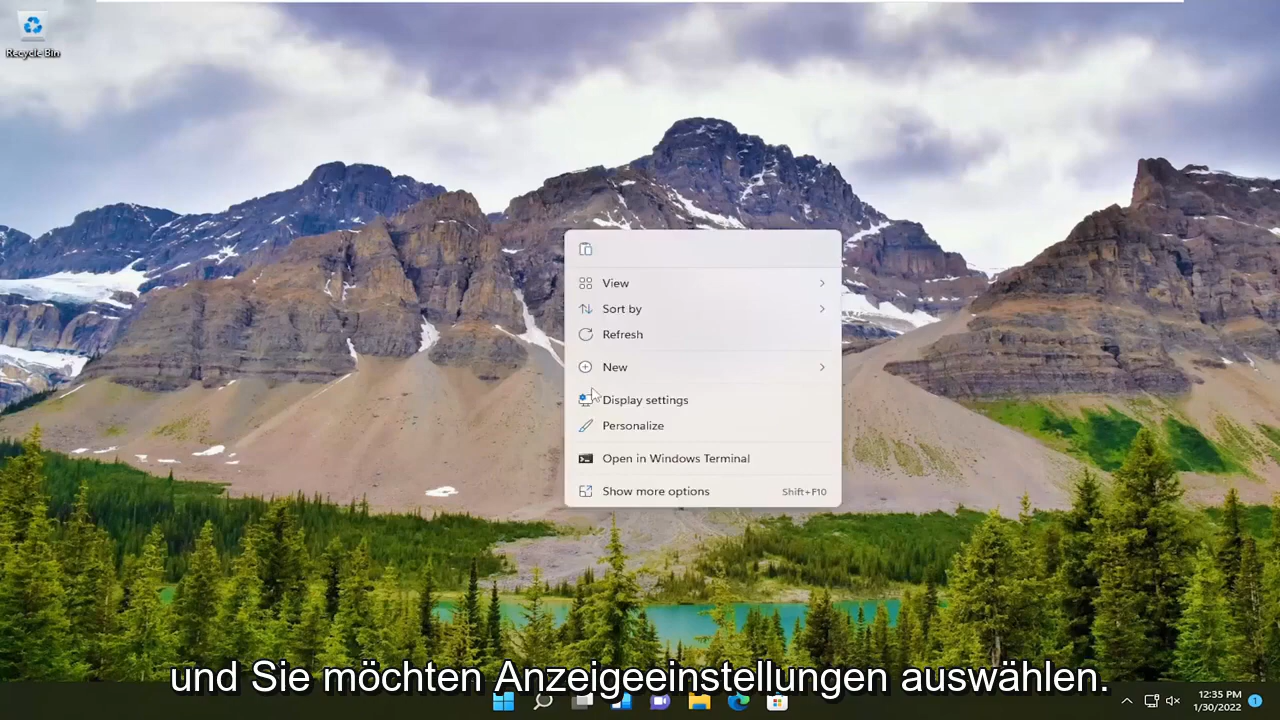 Recycle Bin
View
Sort by
Refresh
New
Display settings
Personalize
Open in Windows Terminal
Show more options Shift+F10
und Sie möchten Anzeigeeinstellungen auswählen.
12:35 PM
1/30/2022
1